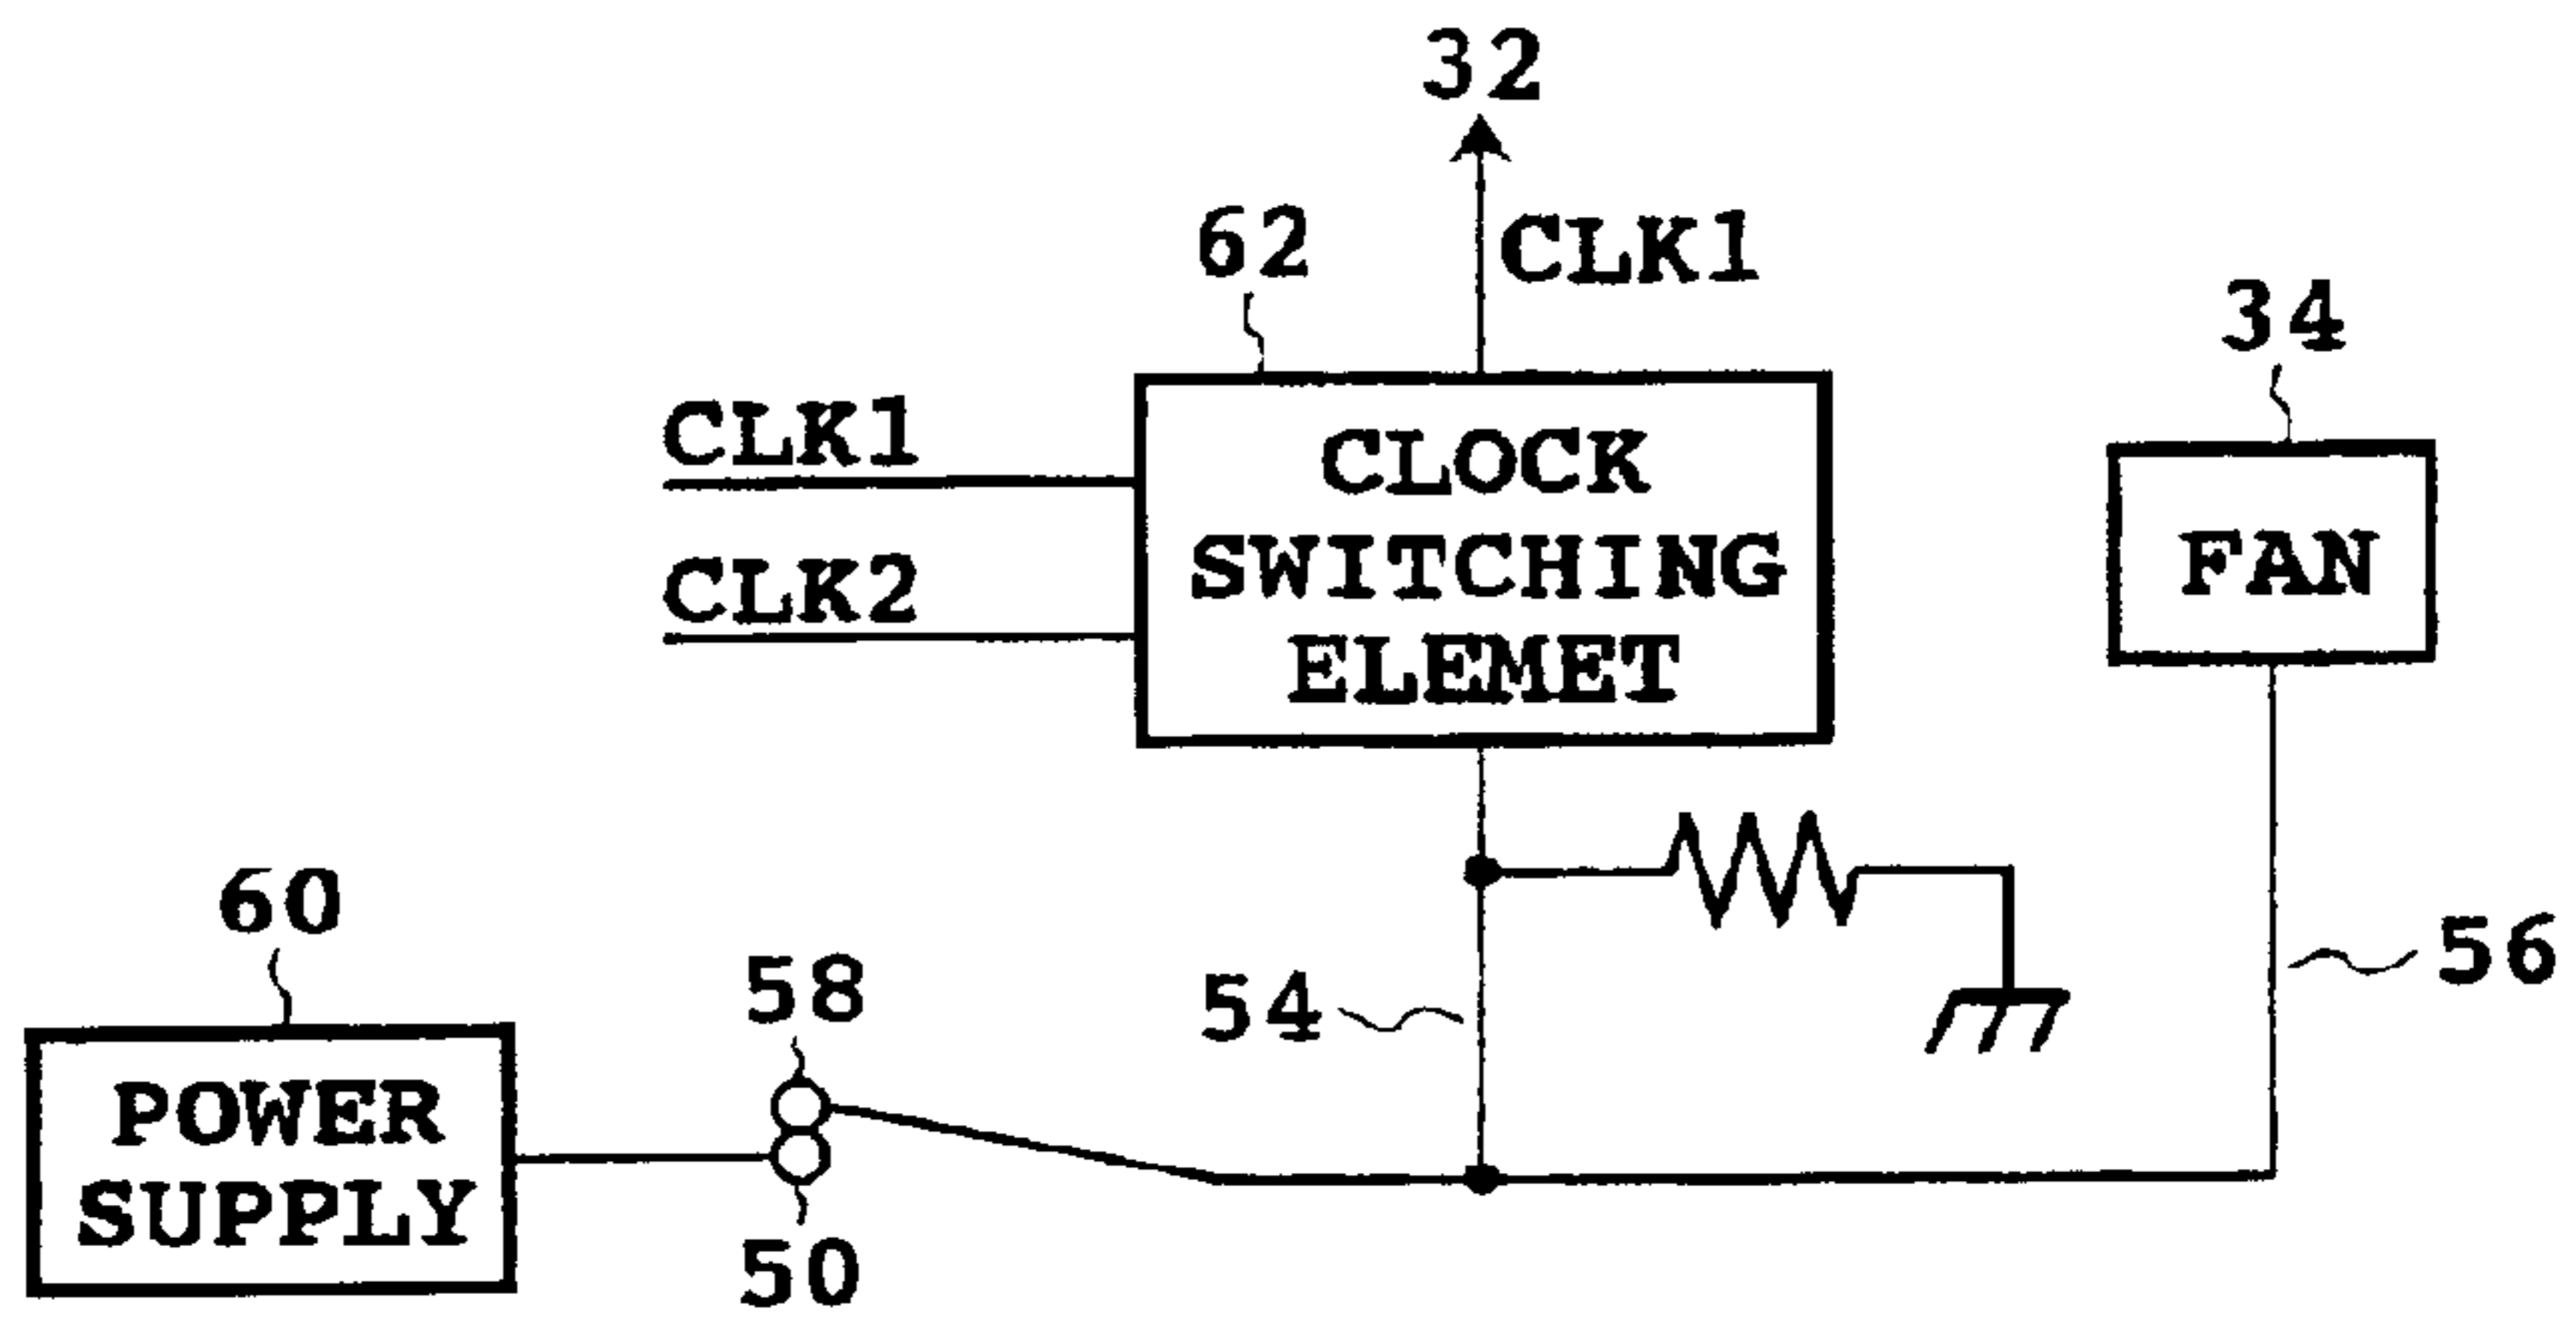 32
62
CLK1
34
CLK1
CLOCK
SWITCHING
ELEMET
CLK2
FAN
60
58
54
56
POWER
SUPPLY
50